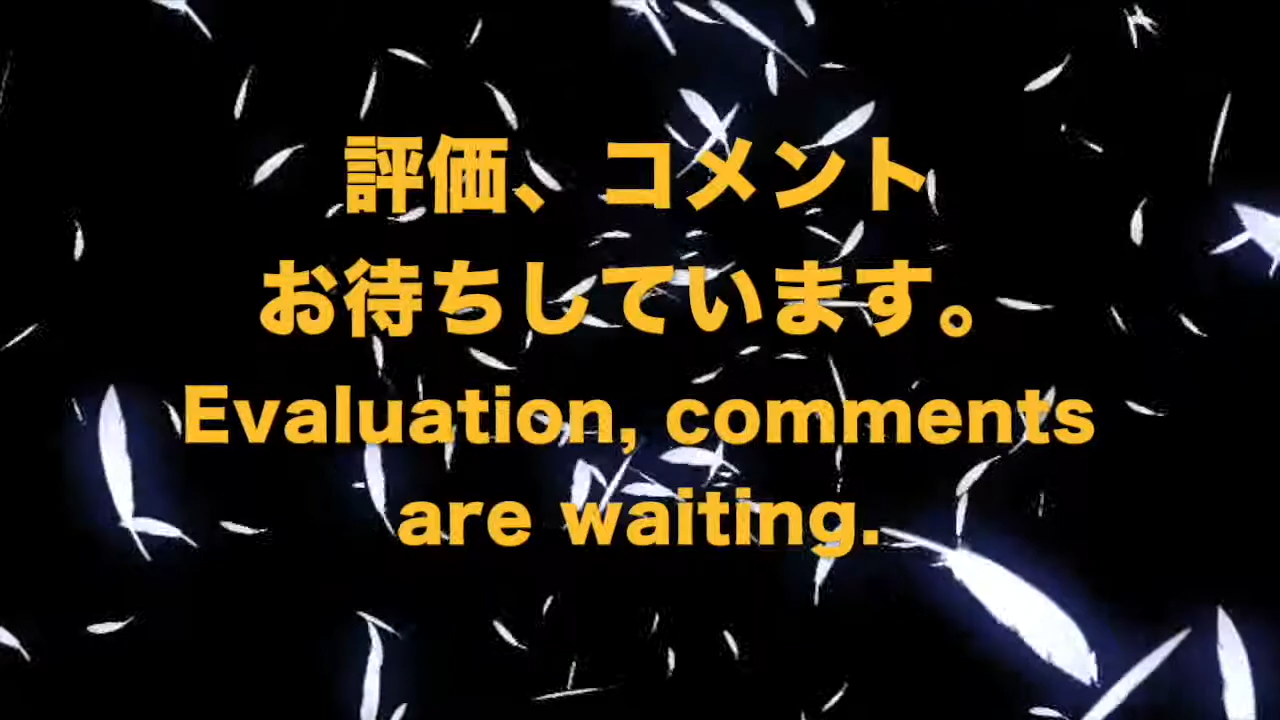 評価、コメント
お待ちしています。
Evaluation, comments
are waiting.